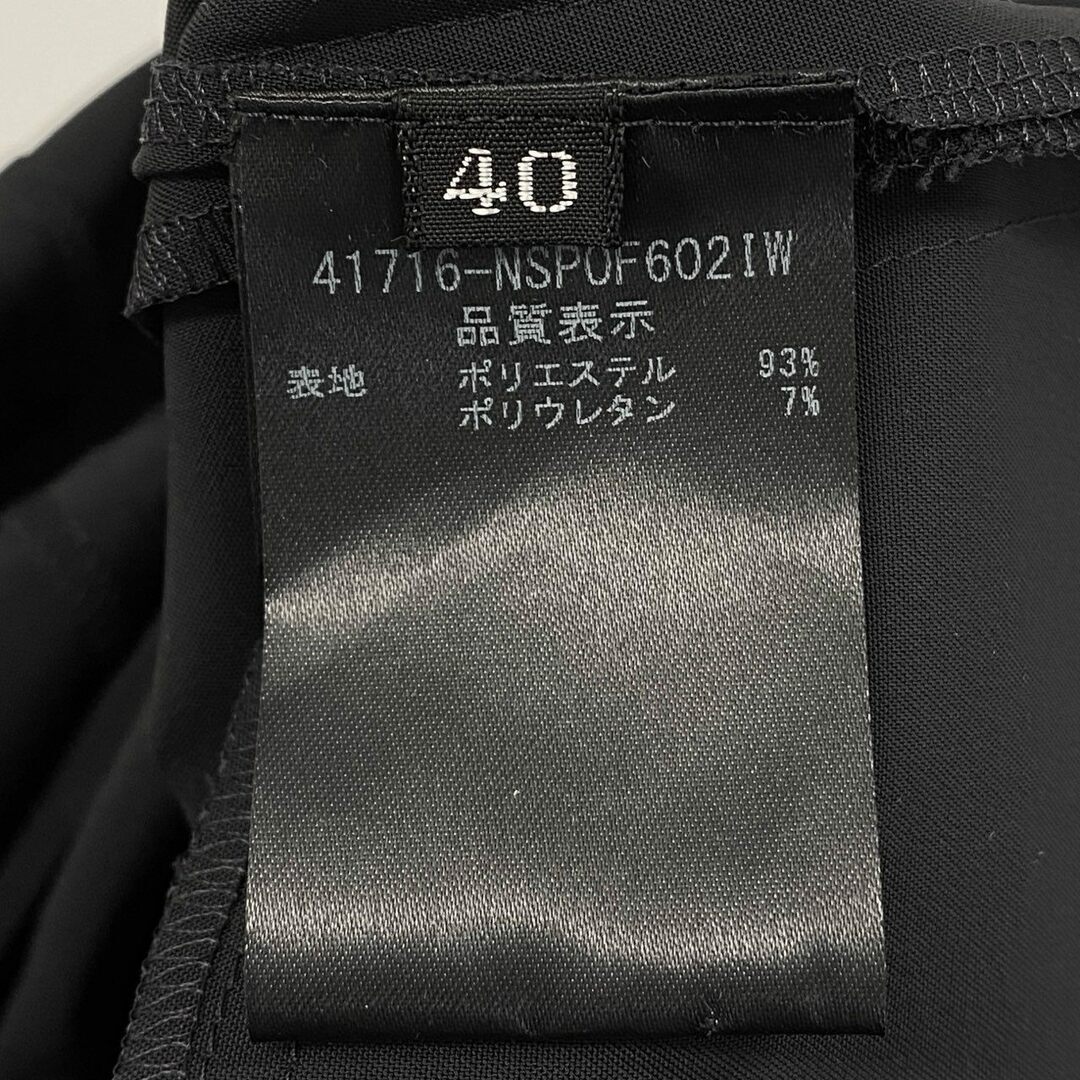 40
41716-NSPOF602IW
品質表示
表地 ポリエステル 93%
ポリウレタン 7%